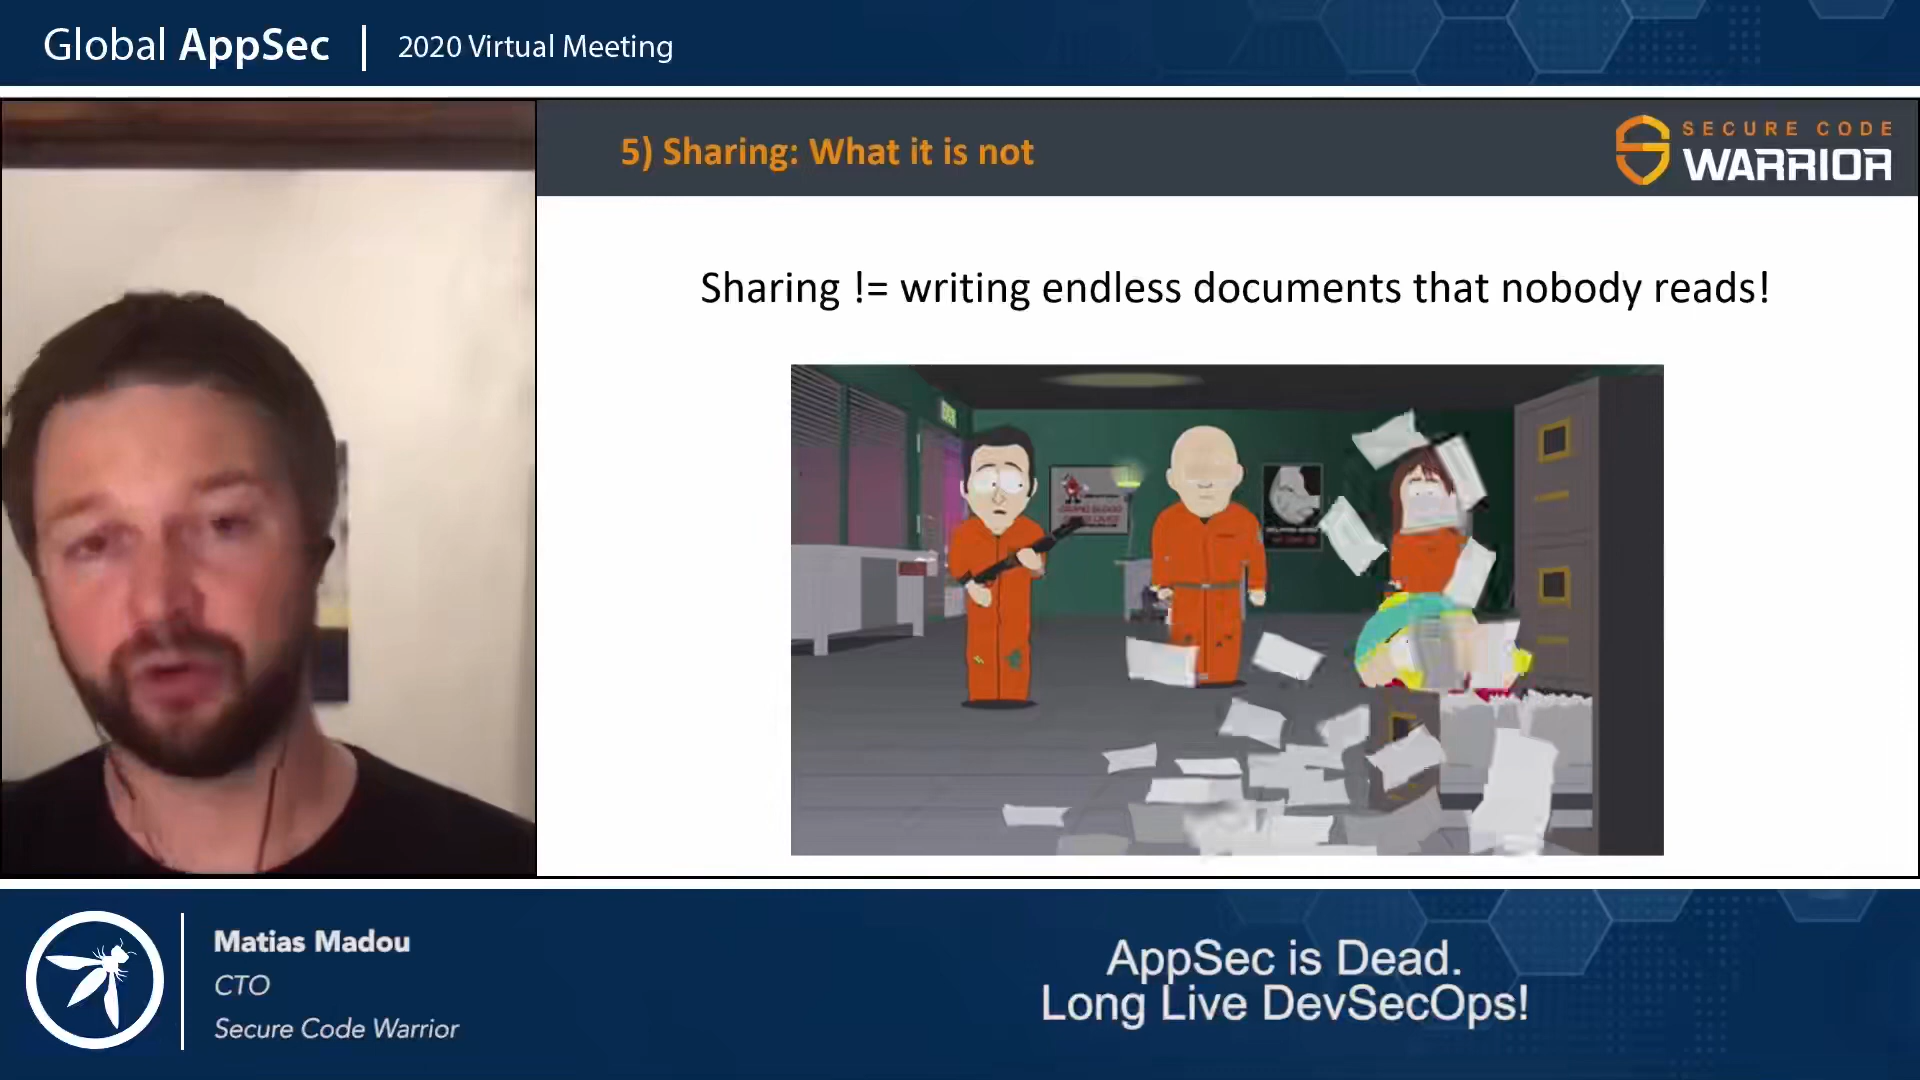 Global AppSec | 2020 Virtual Meeting
5) Sharing: What it is not
SECURE CODE
WARRIOR
Sharing != writing endless documents that nobody reads!
Matias Madou
CTO
Secure Code Warrior
AppSec is Dead.
Long Live DevSecOps!